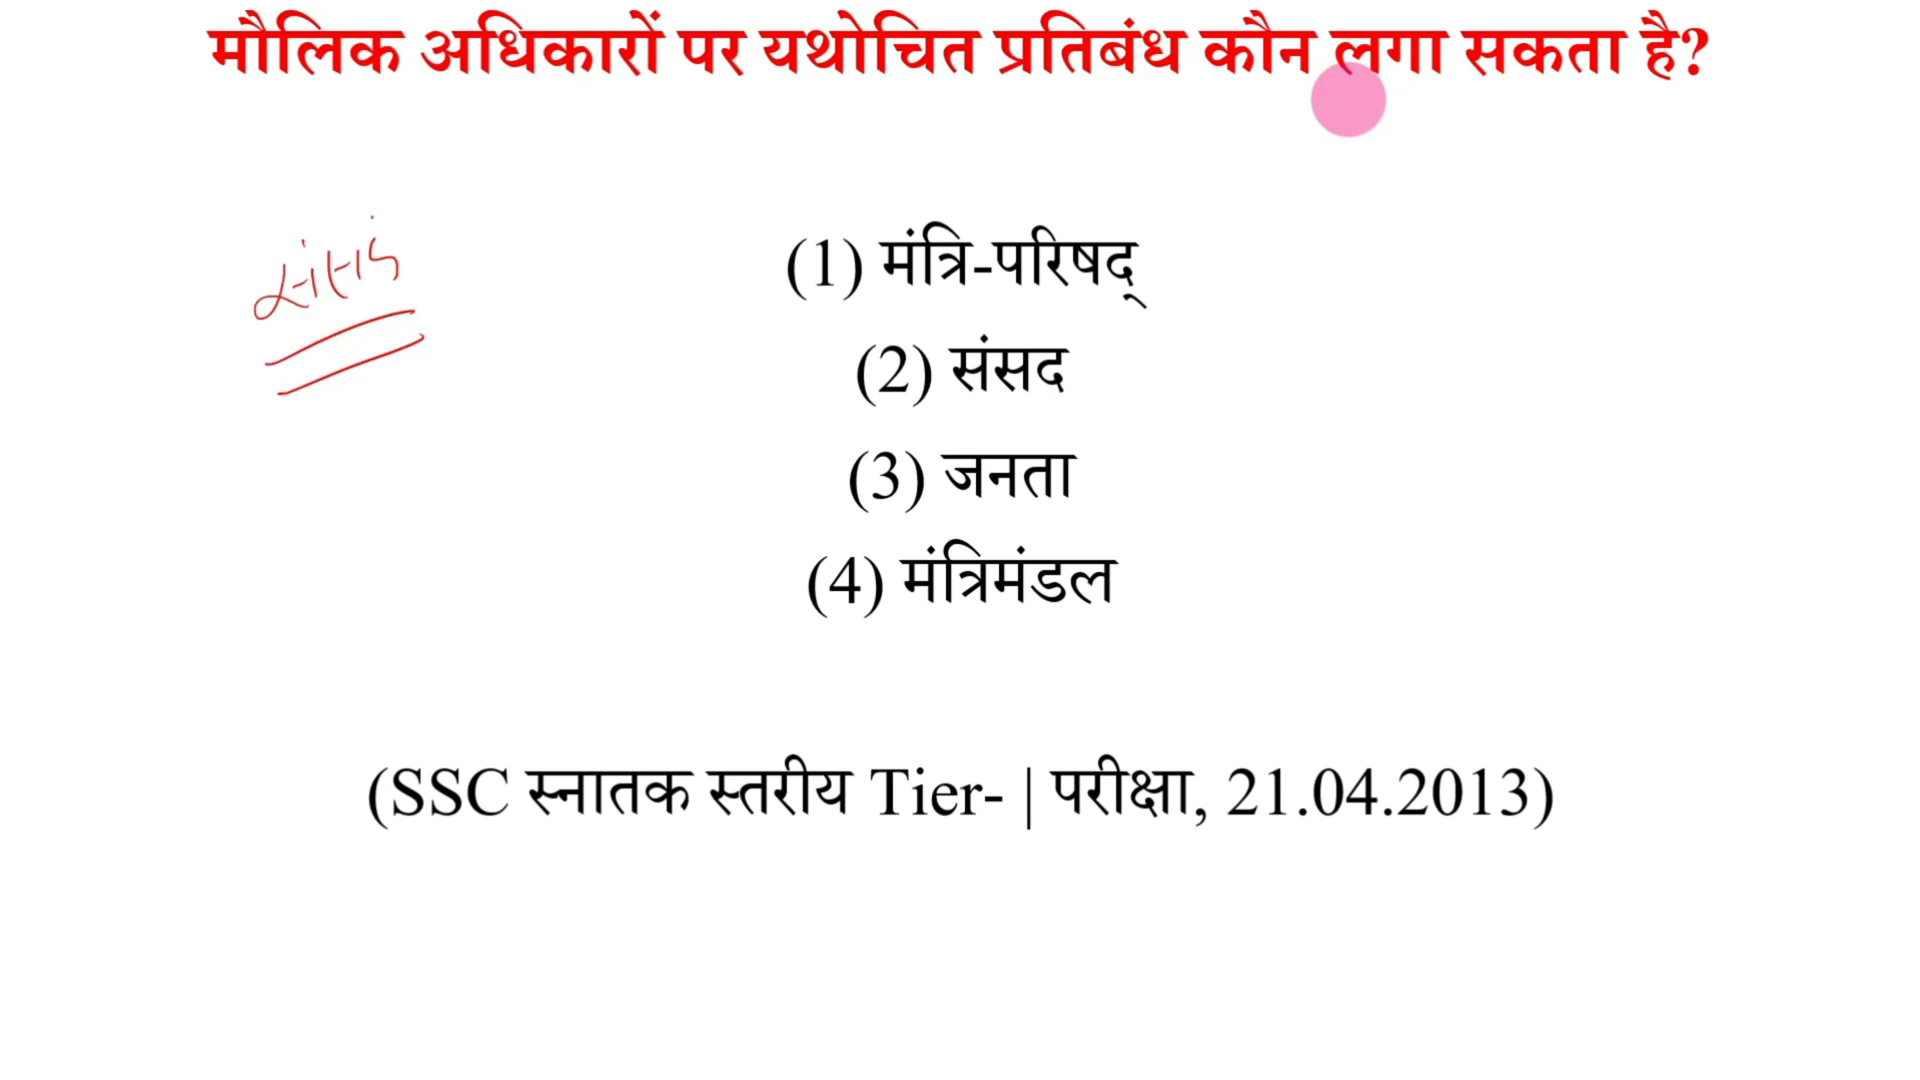 मौलिक अधिकारों पर यथोचित प्रतिबंध कौन लगा सकता है?
(1) मंत्रि-परिषद्
(2) संसद
(3) जनता
(4) मंत्रिमंडल
(SSC स्नातक स्तरीय Tier- | परीक्षा, 21.04.2013)